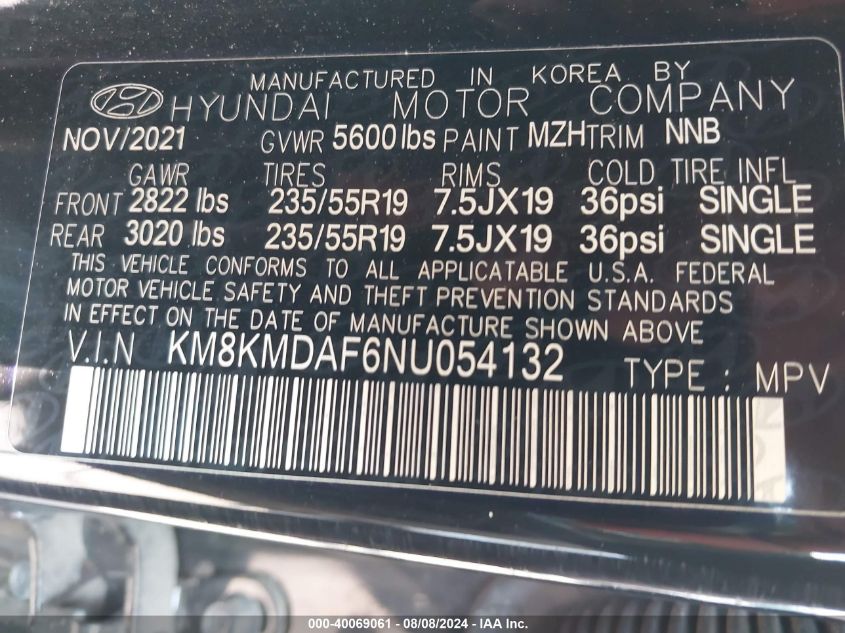 MANUFACTURED IN KOREA BY
HYUNDAI MOTOR COMPANY
NOV/2021 GVWR 5600 lbs PAINT MZH TRIM NNB
GAWR TIRES RIMS COLD TIRE INFL
FRONT 2822 lbs 235/55R19 7.5JX19 36psi SINGLE
REAR 3020 lbs 235/55R19 7.5JX19 36psi SINGLE
THIS VEHICLE CONFORMS TO ALL APPLICATABLE U.S.A. FEDERAL
MOTOR VEHICLE SAFETY AND THEFT PREVENTION STANDARDS
IN EFFECT ON THE DATE OF MANUFACTURE SHOWN ABOVE
V.I.N KM8KMDAF6NU054132 TYPE : MPV
000-40069061 - 08/08/2024 - IAA Inc.